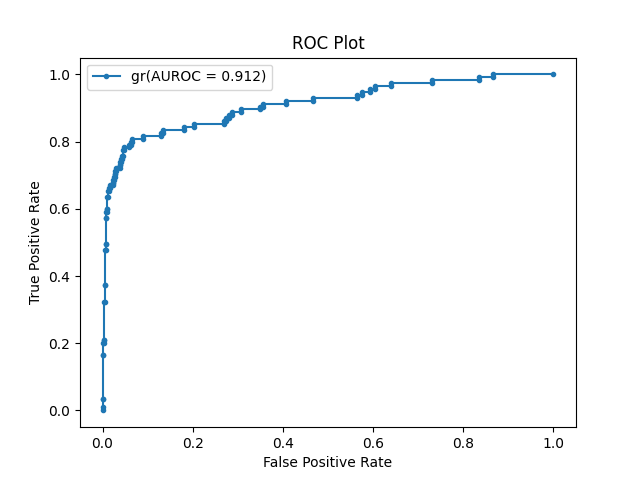 ROC Plot
gr(AUROC = 0.912)
1.0
0.8
0.6
0.4
0.2
0.0
True Positive Rate
0.0 0.2 0.4 0.6 0.8 1.0
False Positive Rate